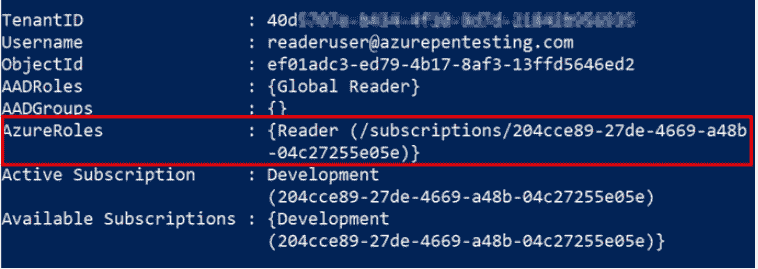 TenantID : 40d
Username : readeruser@azurepentesting.com
ObjectId : ef01adc3-ed79-4b17-8af3-13ffd5646ed2
AADRoles : {Global Reader}
AADGroups : {}
AzureRoles : {Reader (/subscriptions/204cce89-27de-4669-a48b
-04c27255e05e)}
Active Subscription : Development
(204cce89-27de-4669-a48b-04c27255e05e)
Available Subscriptions : {Development
(204cce89-27de-4669-a48b-04c27255e05e)}